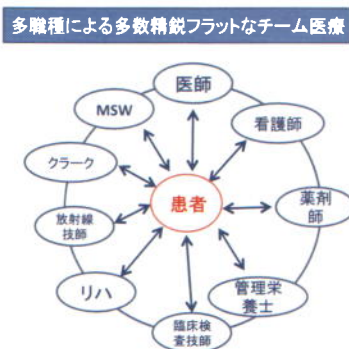 多職種による多数精鋭フラットなチーム医療
医師
看護師
薬剤
師
管理栄
養士
臨床検
査技師
リハ
放射線
技師
クラーク
MSW
患者